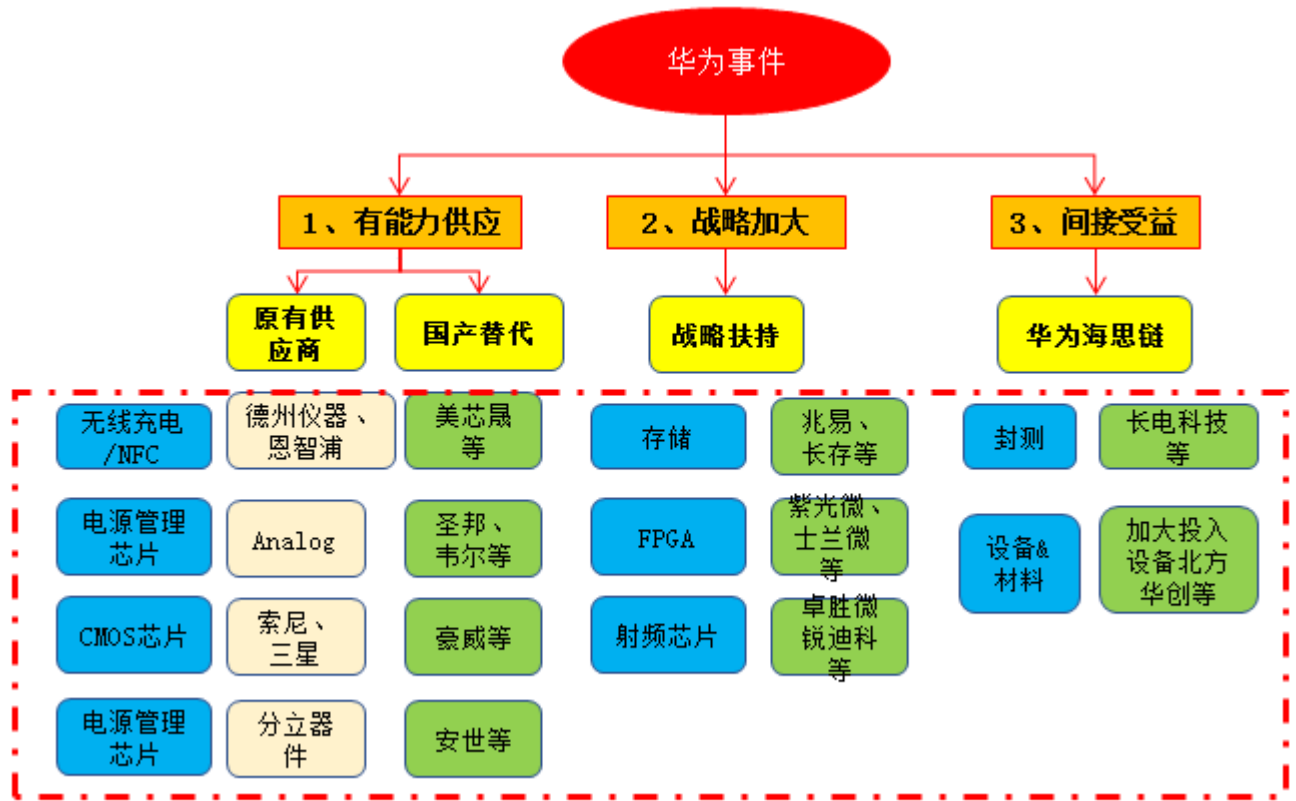 华为事件
1、有能力供应
2、战略加大
3、间接受益
原有供
应商
国产替代
战略扶持
华为海思链
无线充电
/NFC
德州仪器、
恩智浦
美芯晟
等
存储
兆易、
长存等
封测
长电科技
等
电源管理
芯片
Analog
圣邦、
韦尔等
FPGA
紫光微、
士兰微
等
设备&
材料
加大投入
设备北方
华创等
CMOS芯片
索尼、
三星
豪威等
射频芯片
卓胜微
锐迪科
等
电源管理
芯片
分立器
件
安世等